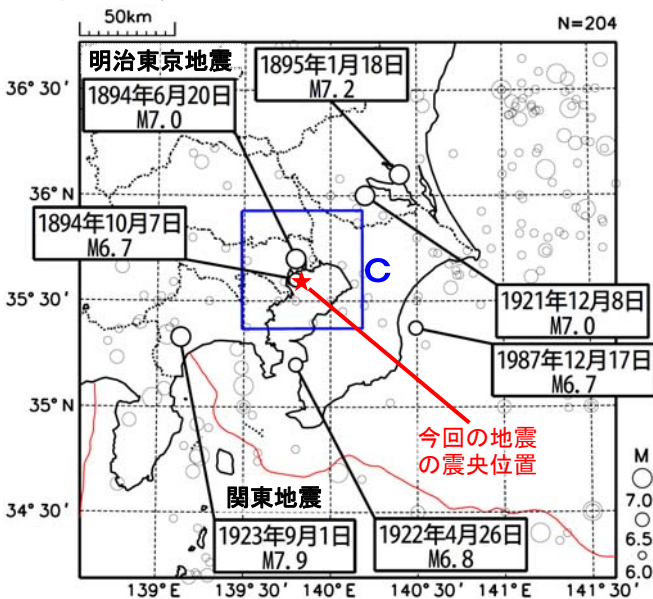 50km
N=204
明治東京地震
1894年6月20日
M7.0
1895年1月18日
M7.2
1894年10月7日
M6.7
C
1921年12月8日
M7.0
1987年12月17日
M6.7
今回の地震
の震央位置
関東地震
1923年9月1日
M7.9
1922年4月26日
M6.8
36°30′
36°N
35°30′
35°N
34°30′
139°E
139°30′
140°E
140°30′
141°E
141°30′
M
7.0
6.5
6.0